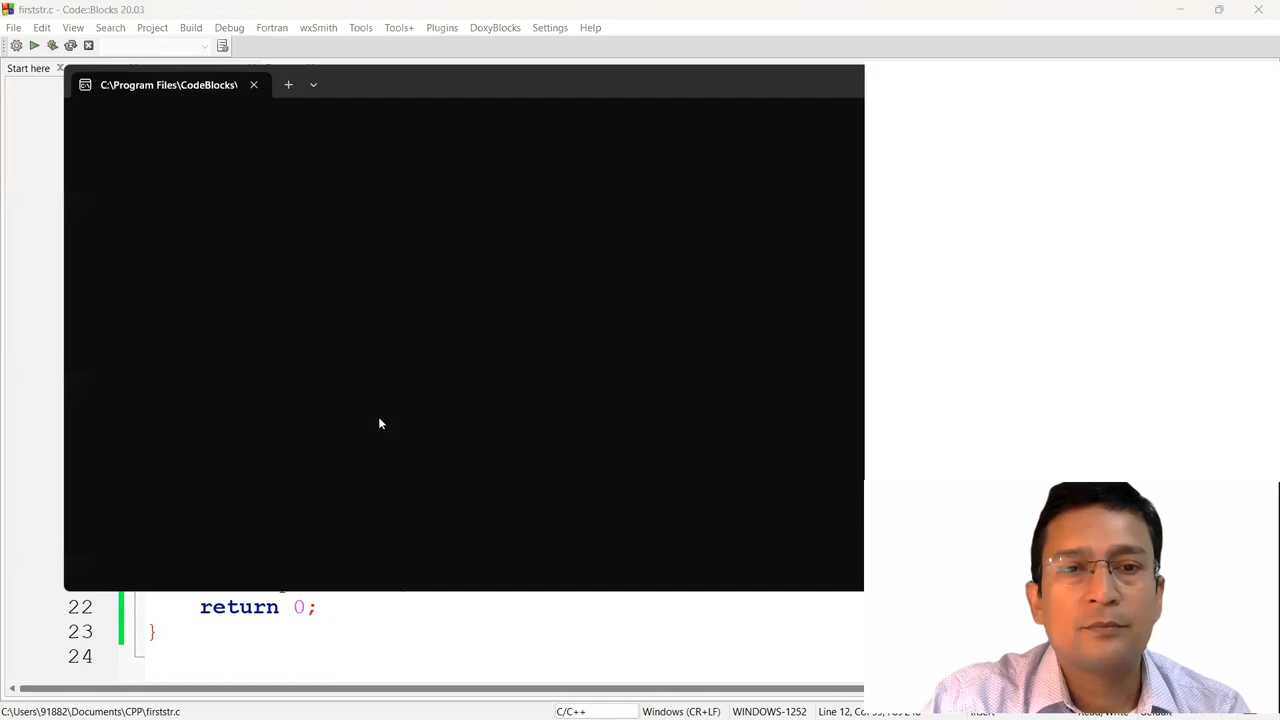 firststr.c - Code::Blocks 20.03
File Edit View Search Project Build Debug Fortran wxSmith Tools Tools+ Plugins DoxyBlocks Settings Help
Start here
C:\Program Files\CodeBlocks\
22 return 0;
23 }
24
C:\Users\91882\Documents\CPP\firststr.c C/C++ Windows (CR+LF) WINDOWS-1252 Line 12,